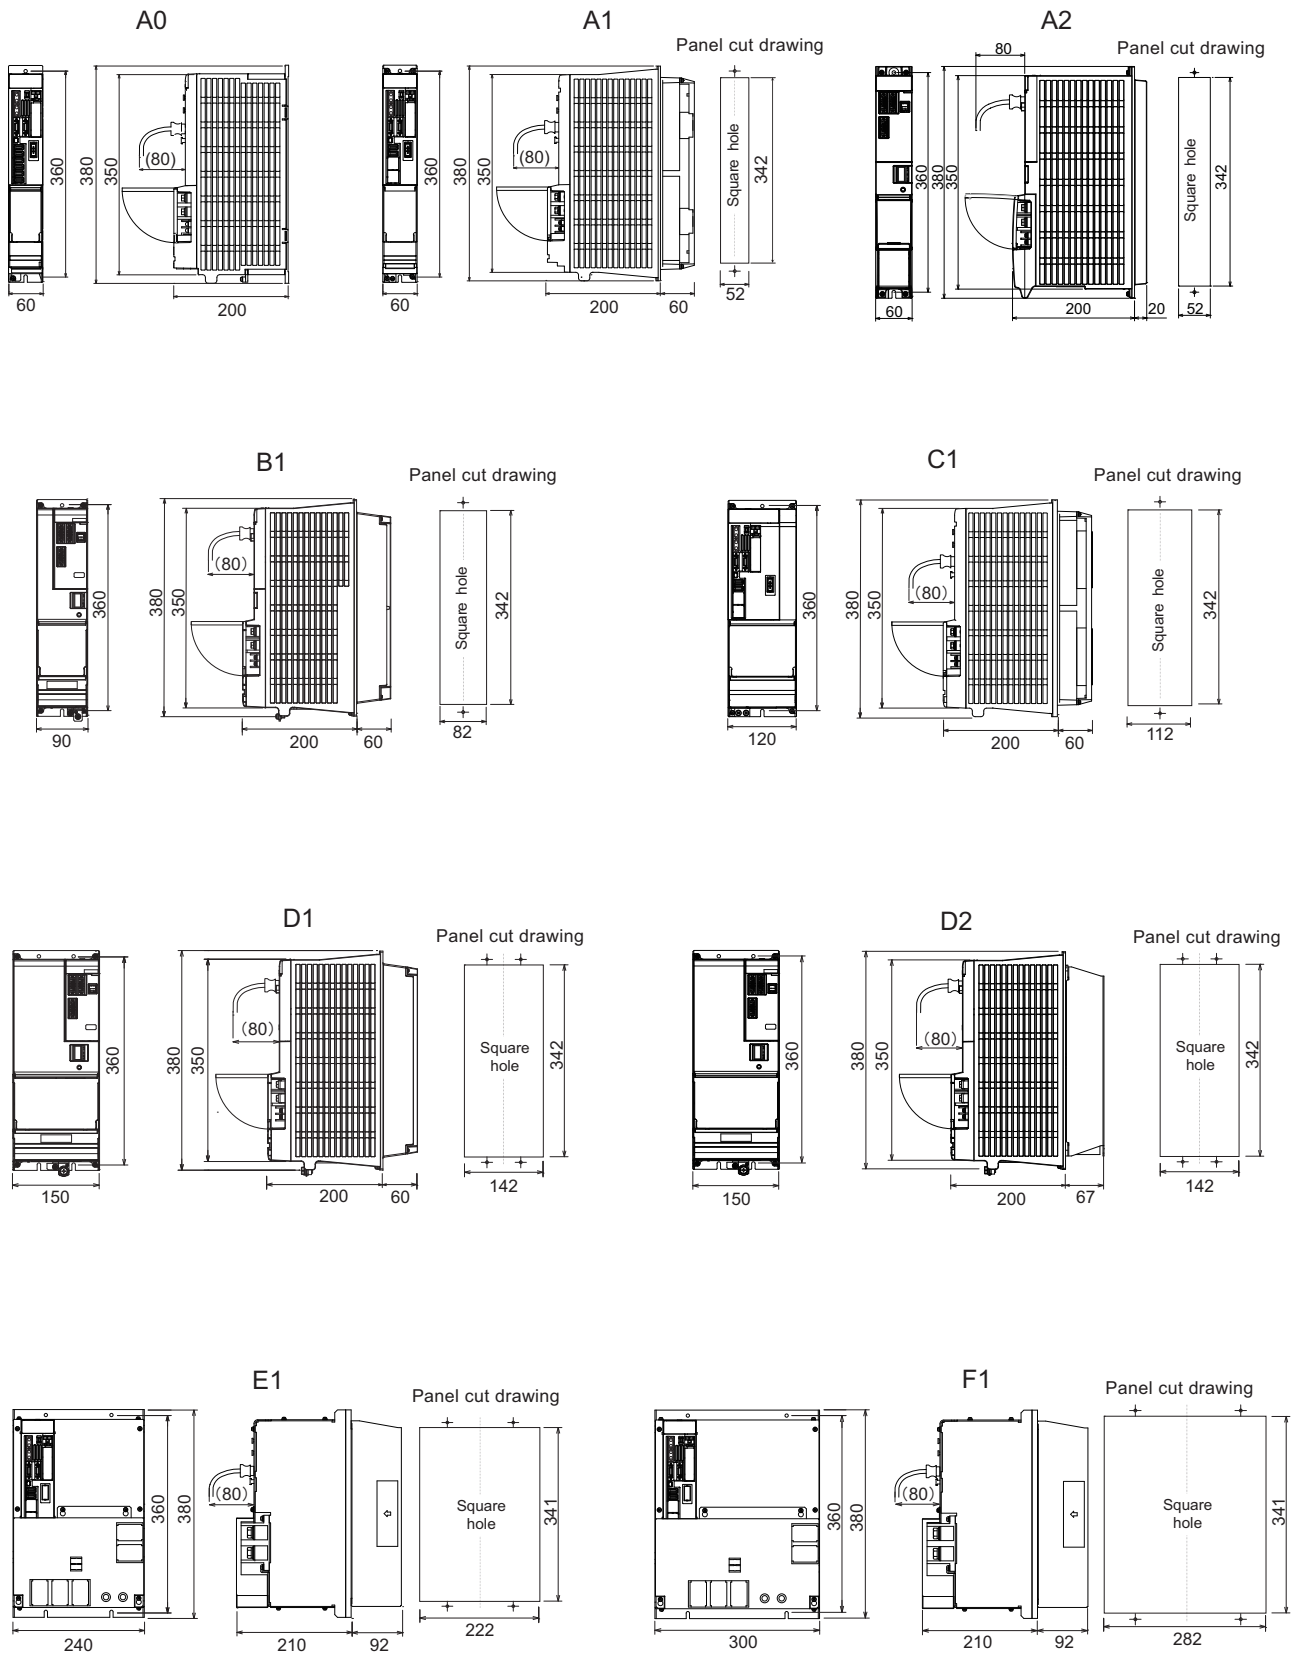 A0
360
60
380
350
(80)
200
A1
Panel cut drawing
360
60
380
350
(80)
200
60
Square hole
342
52
A2
Panel cut drawing
80
360
380
350
60
200
20
Square hole
342
52
B1
Panel cut drawing
360
90
380
350
(80)
200
60
Square hole
342
82
C1
Panel cut drawing
360
120
380
350
(80)
200
60
Square hole
342
112
D1
Panel cut drawing
360
150
380
350
(80)
200
60
Square
hole
342
142
D2
Panel cut drawing
360
150
380
350
(80)
200
67
Square
hole
342
142
E1
Panel cut drawing
360
380
240
(80)
210
92
Square
hole
341
222
F1
Panel cut drawing
360
380
300
(80)
210
92
Square
hole
341
282